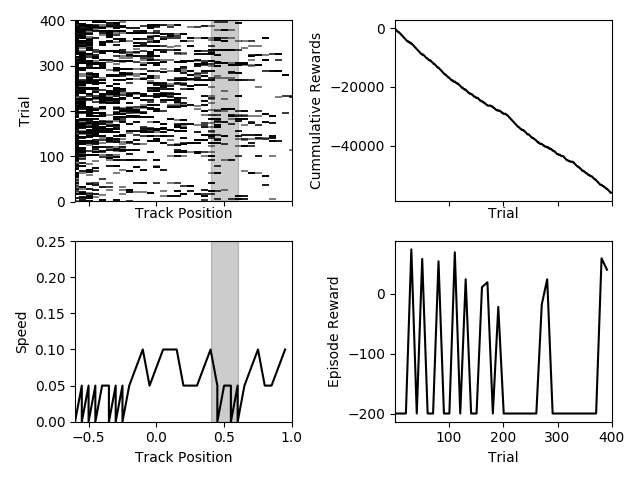 400
300
200
100
0
Trial
Track Position
0
−20000
−40000
Cummulative Rewards
Trial
0.25
0.20
0.15
0.10
0.05
0.00
Speed
−0.5 0.0 0.5 1.0
Track Position
0
−100
−200
Episode Reward
100 200 300 400
Trial